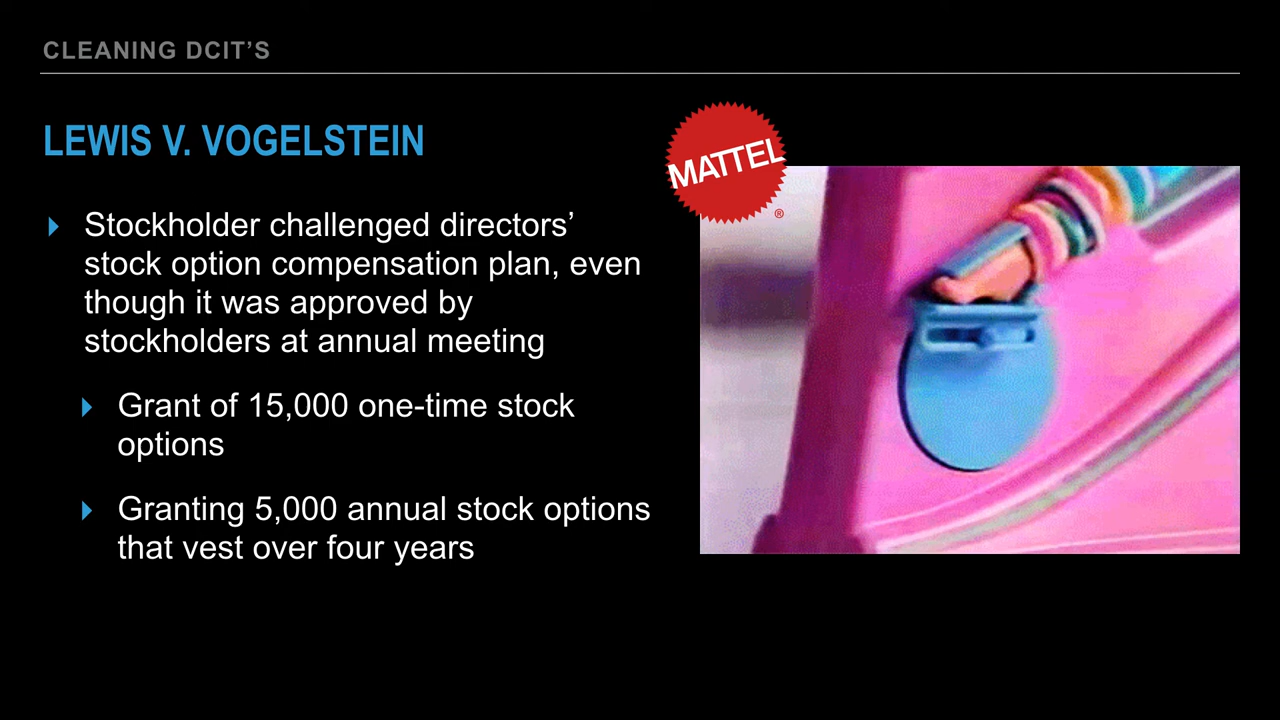 CLEANING DCIT’S
LEWIS V. VOGELSTEIN
MATTEL
®
Stockholder challenged directors’
stock option compensation plan, even
though it was approved by
stockholders at annual meeting
Grant of 15,000 one-time stock
options
Granting 5,000 annual stock options
that vest over four years